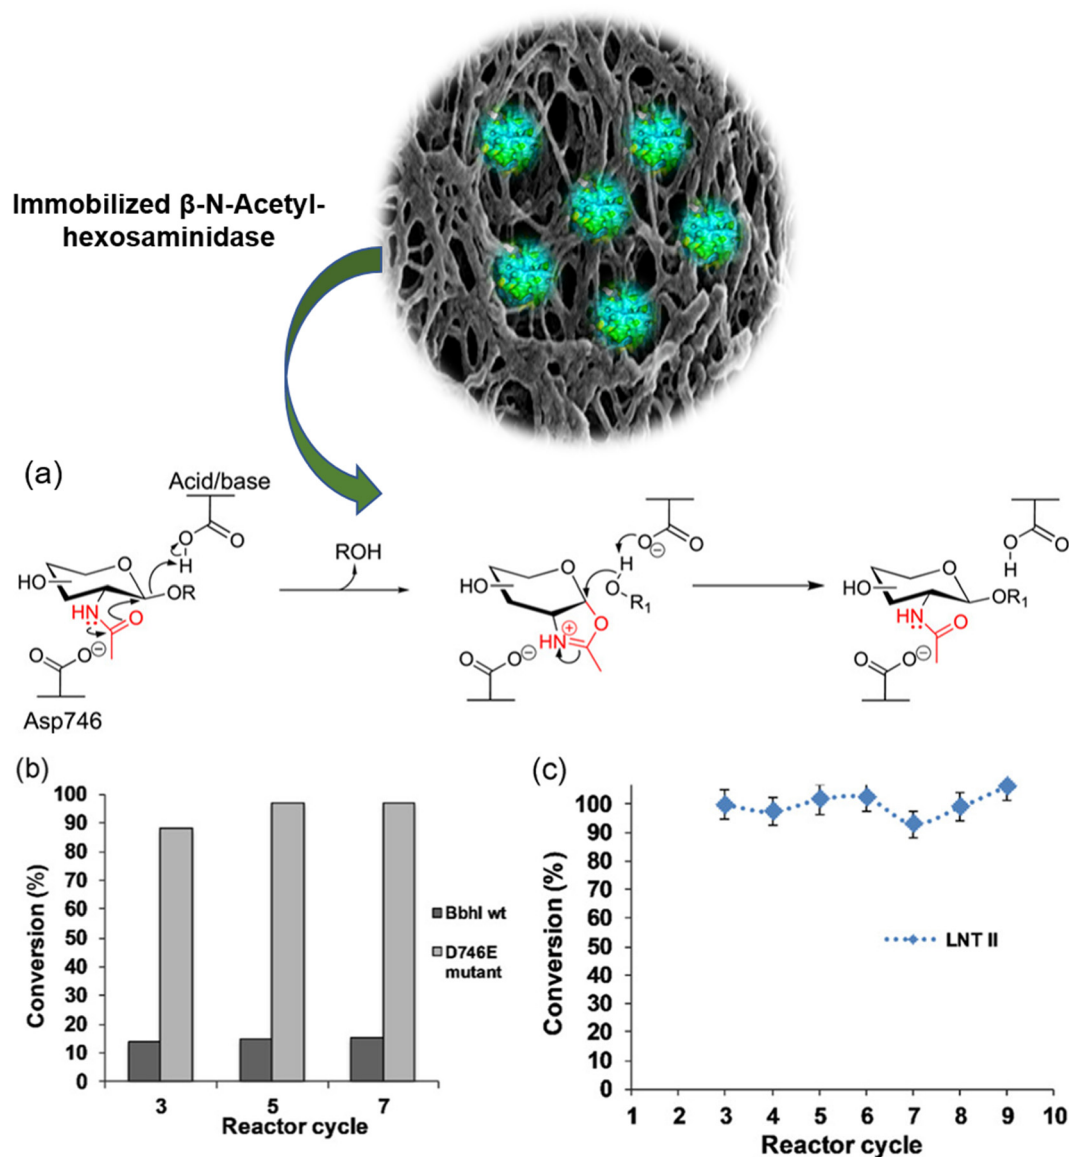 Immobilized β-N-Acetyl-
hexosaminidase
(a)
Acid/base
O
H
O
O
HO
OR
HN
O
O
O
Asp746
ROH
O
O
H
O
R1
O
HO
O
HN
O
O
O
O
H
O
HO
OR1
HN
O
O
O
(b)
100
90
80
70
60
50
40
30
20
10
0
Conversion (%)
3 5 7
Reactor cycle
BbhI wt
D746E
mutant
(c)
100
90
80
70
60
50
40
30
20
10
0
Conversion (%)
LNT II
1 2 3 4 5 6 7 8 9 10
Reactor cycle